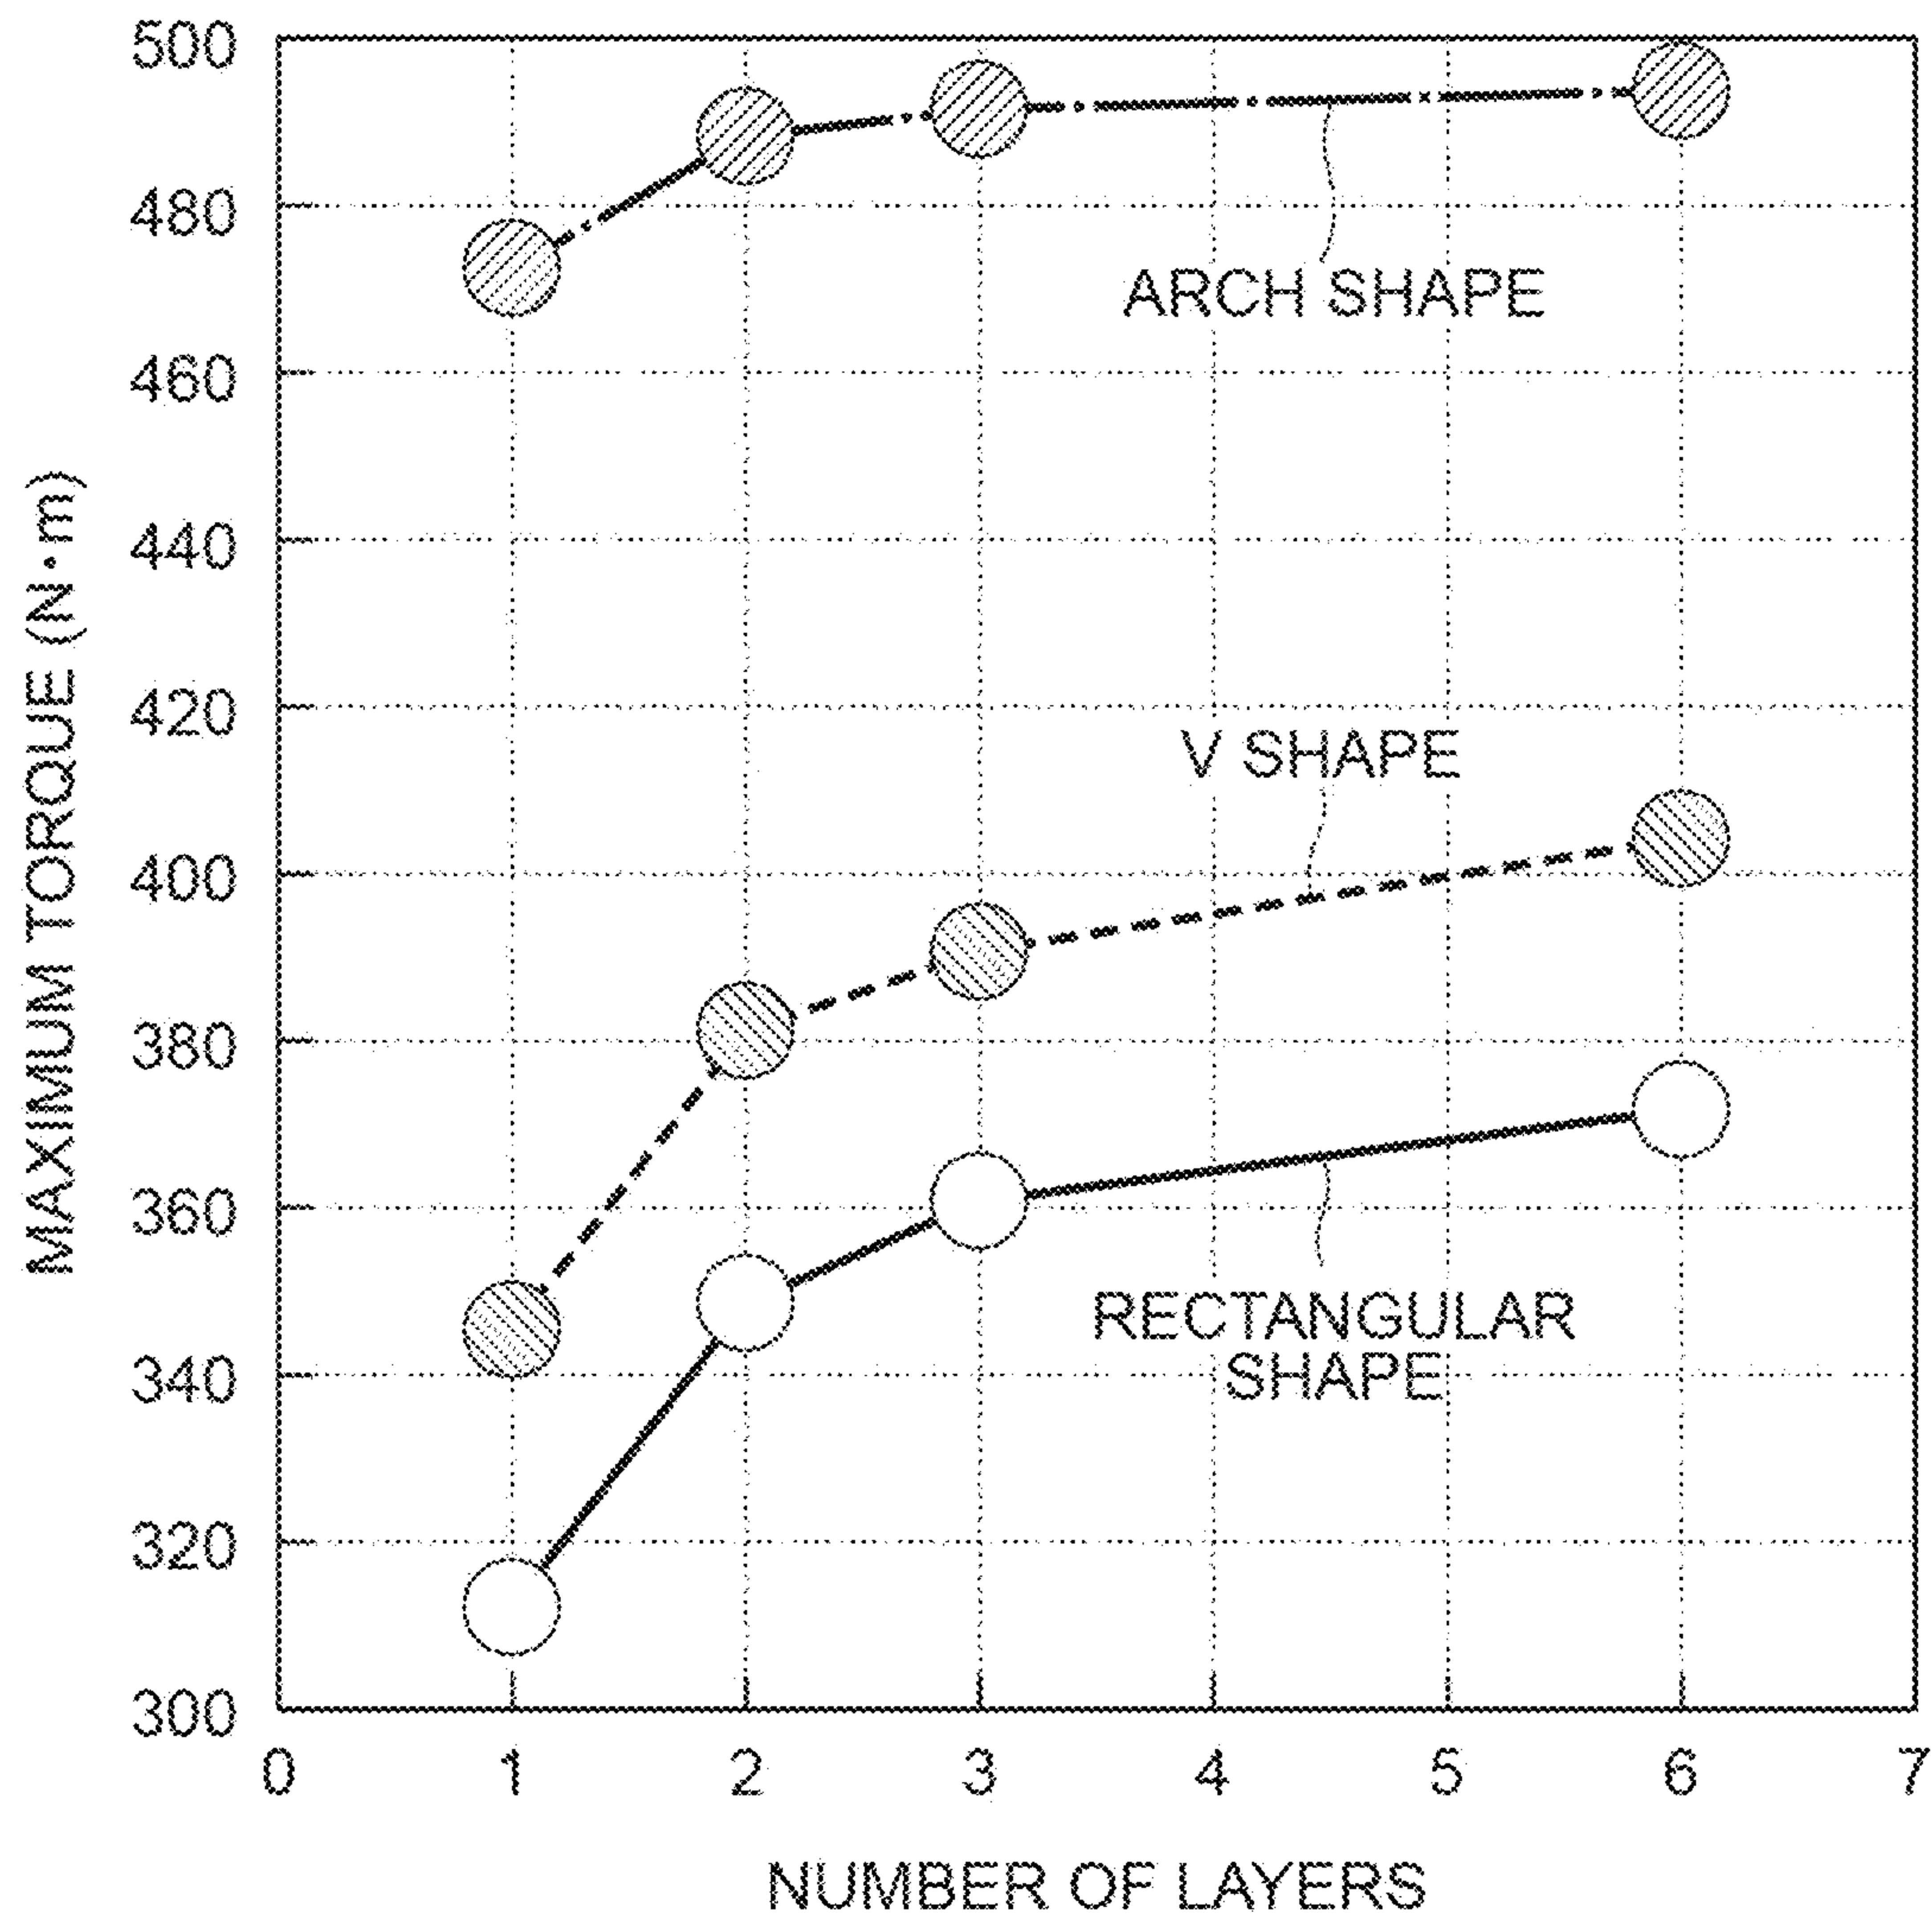 500
480
460
440
420
400
380
360
340
320
300
MAXIMUM TORQUE (N·m)
ARCH SHAPE
V SHAPE
RECTANGULAR
SHAPE
0 1 2 3 4 5 6 7
NUMBER OF LAYERS